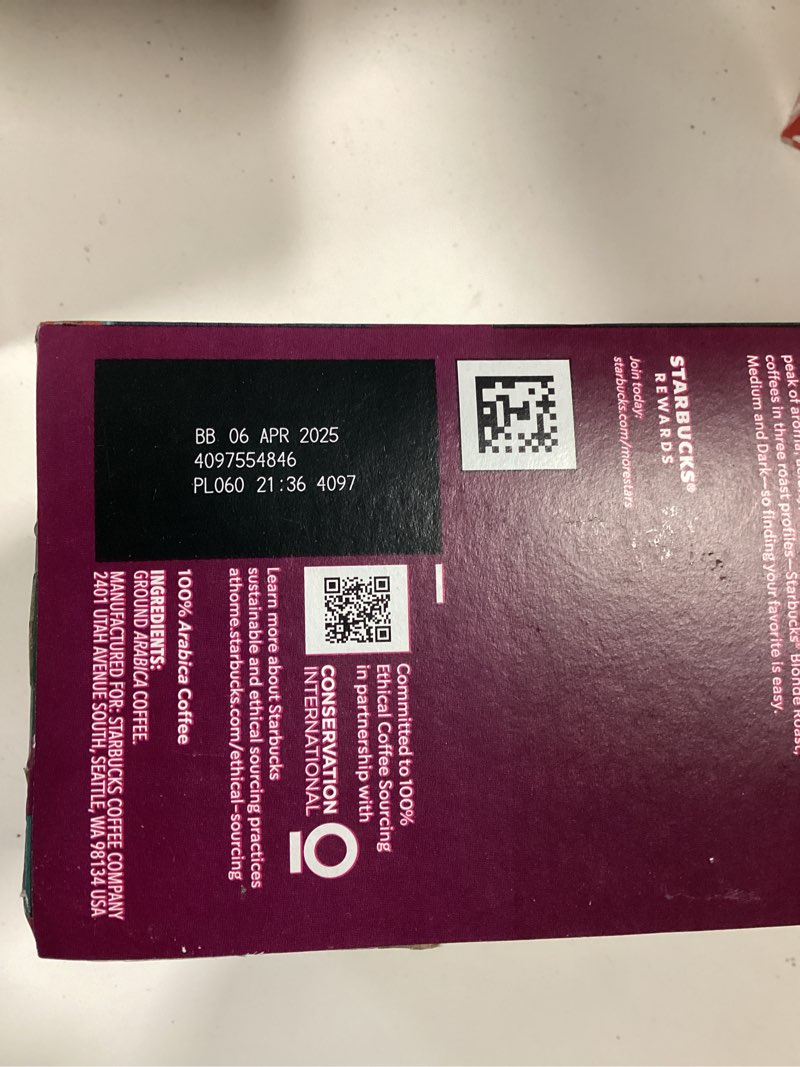 BB 06 APR 2025
4097554846
PL060 21:36 4097
coffees in three roast profiles—Starbucks® Blonde Roast,
Medium and Dark—so finding your favorite is easy.
STARBUCKS®
REWARDS
Join today:
starbucks.com/morestars
Committed to 100%
Ethical Coffee Sourcing
in partnership with
CONSERVATION
INTERNATIONAL
Learn more about Starbucks
sustainable and ethical sourcing practices
athome.starbucks.com/ethical-sourcing
100% Arabica Coffee
INGREDIENTS:
GROUND ARABICA COFFEE.
MANUFACTURED FOR: STARBUCKS COFFEE COMPANY
2401 UTAH AVENUE SOUTH, SEATTLE, WA 98134 USA